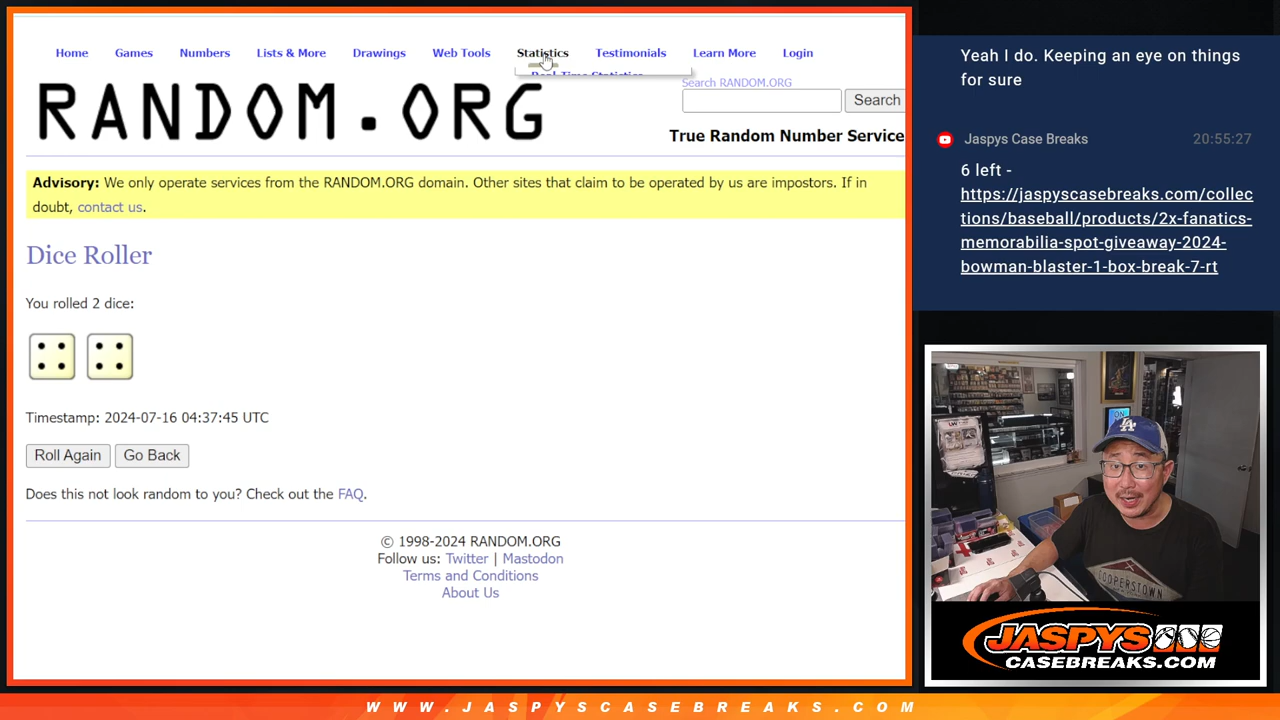 Home Games Numbers Lists & More Drawings Web Tools Statistics Testimonials Learn More Login
Real-Time Statistics
Search RANDOM.ORG
RANDOM.ORG
Search
True Random Number Service
Advisory: We only operate services from the RANDOM.ORG domain. Other sites that claim to be operated by us are impostors. If in
doubt, contact us.
Dice Roller
You rolled 2 dice:
Timestamp: 2024-07-16 04:37:45 UTC
Roll Again Go Back
Does this not look random to you? Check out the FAQ.
© 1998-2024 RANDOM.ORG
Follow us: Twitter | Mastodon
Terms and Conditions
About Us
Yeah I do. Keeping an eye on things
for sure
Jaspys Case Breaks 20:55:27
6 left -
https://jaspyscasebreaks.com/collec
tions/baseball/products/2x-fanatics-
memorabilia-spot-giveaway-2024-
bowman-blaster-1-box-break-7-rt
ON
LA
COOPERSTOWN
JASPYS
CASEBREAKS.COM
WWW.JASPYSCASEBREAKS.COM